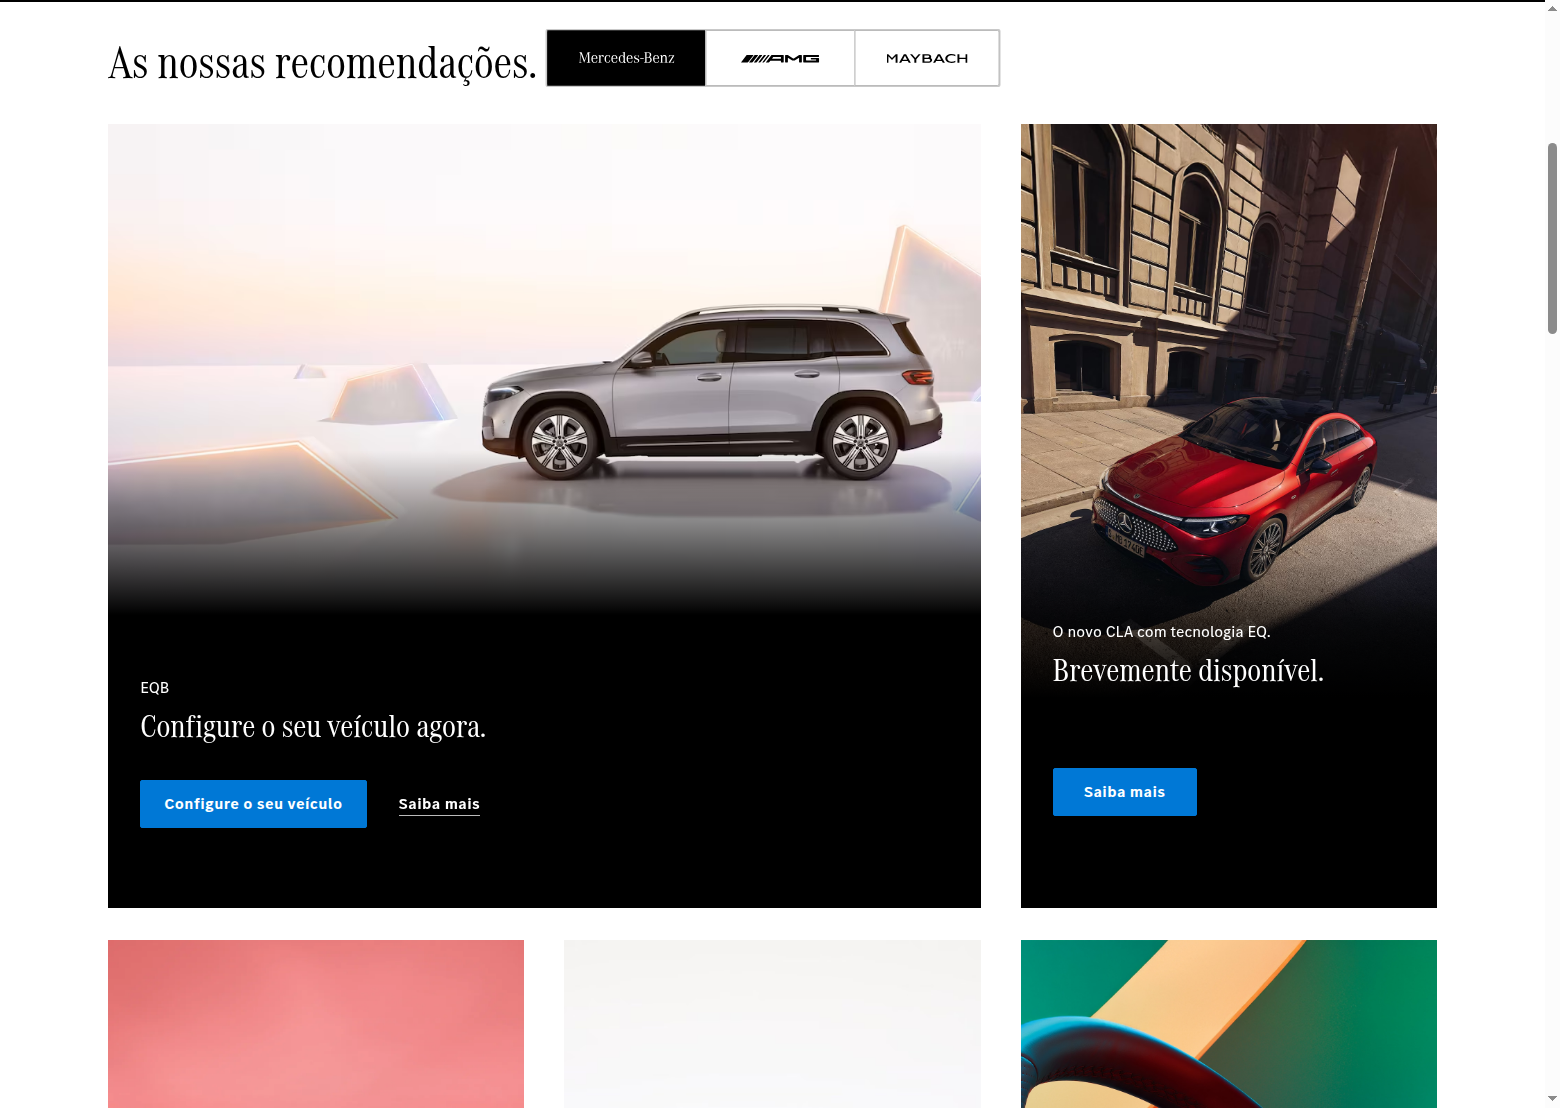 As nossas recomendações.
Mercedes-Benz
AMG
MAYBACH
EQB
Configure o seu veículo agora.
Configure o seu veículo
Saiba mais
O novo CLA com tecnologia EQ.
Brevemente disponível.
Saiba mais